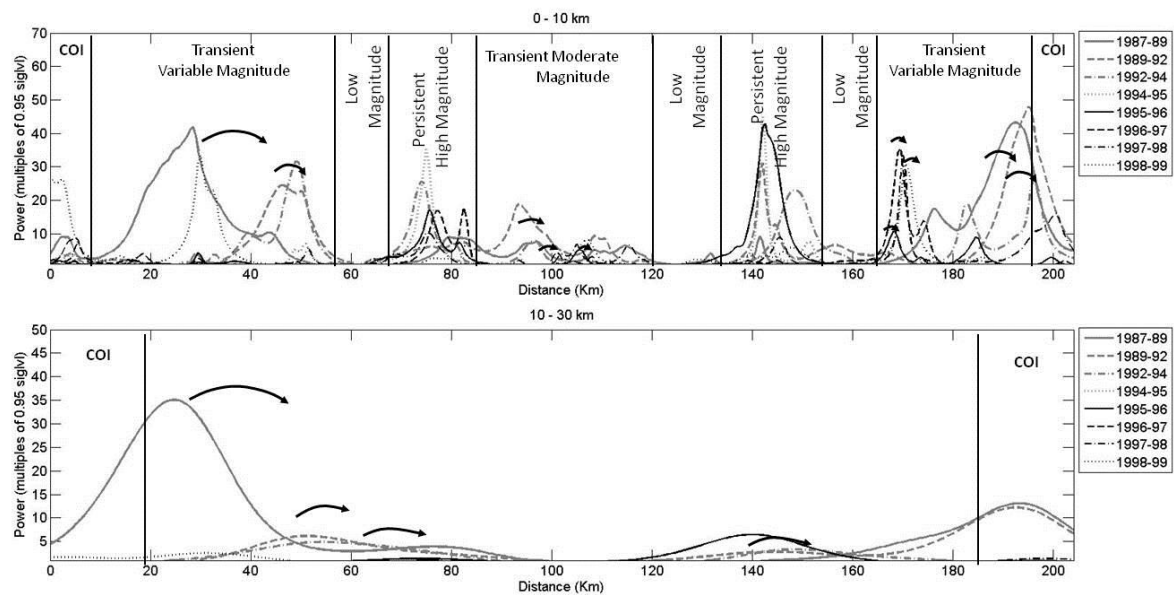 0 - 10 km
Power (multiples of 0.95 siglvl)
70
60
50
40
30
20
10
COI
Transient
Variable Magnitude
Low
Magnitude
Persistent
High Magnitude
Transient Moderate
Magnitude
Low
Magnitude
Persistent
High Magnitude
Low
Magnitude
Transient
Variable Magnitude
COI
0 20 40 60 80 100 120 140 160 180 200
Distance (Km)
1987-89
1989-92
1992-94
1994-95
1995-96
1996-97
1997-98
1998-99
10 - 30 km
Power (multiples of 0.95 siglvl)
50
45
40
35
30
25
20
15
10
5
COI
COI
0 20 40 60 80 100 120 140 160 180 200
Distance (Km)
1987-89
1989-92
1992-94
1994-95
1995-96
1996-97
1997-98
1998-99